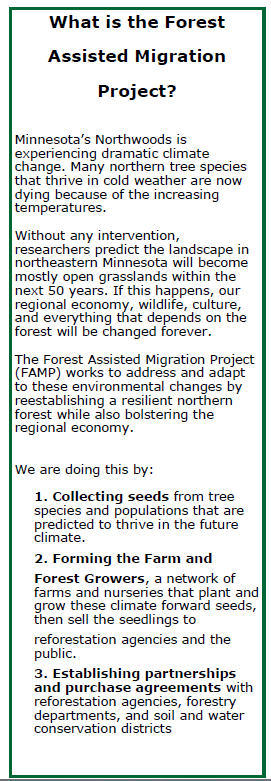 What is the Forest
Assisted Migration
Project?
Minnesota’s Northwoods is
experiencing dramatic climate
change. Many northern tree species
that thrive in cold weather are now
dying because of the increasing
temperatures.
Without any intervention,
researchers predict the landscape in
northeastern Minnesota will become
mostly open grasslands within the
next 50 years. If this happens, our
regional economy, wildlife, culture,
and everything that depends on the
forest will be changed forever.
The Forest Assisted Migration Project
(FAMP) works to address and adapt
to these environmental changes by
reestablishing a resilient northern
forest while also bolstering the
regional economy.
We are doing this by:
1. Collecting seeds from tree
species and populations that are
predicted to thrive in the future
climate.
2. Forming the Farm and
Forest Growers, a network of
farms and nurseries that plant and
grow these climate forward seeds,
then sell the seedlings to
reforestation agencies and the
public.
3. Establishing partnerships
and purchase agreements with
reforestation agencies, forestry
departments, and soil and water
conservation districts